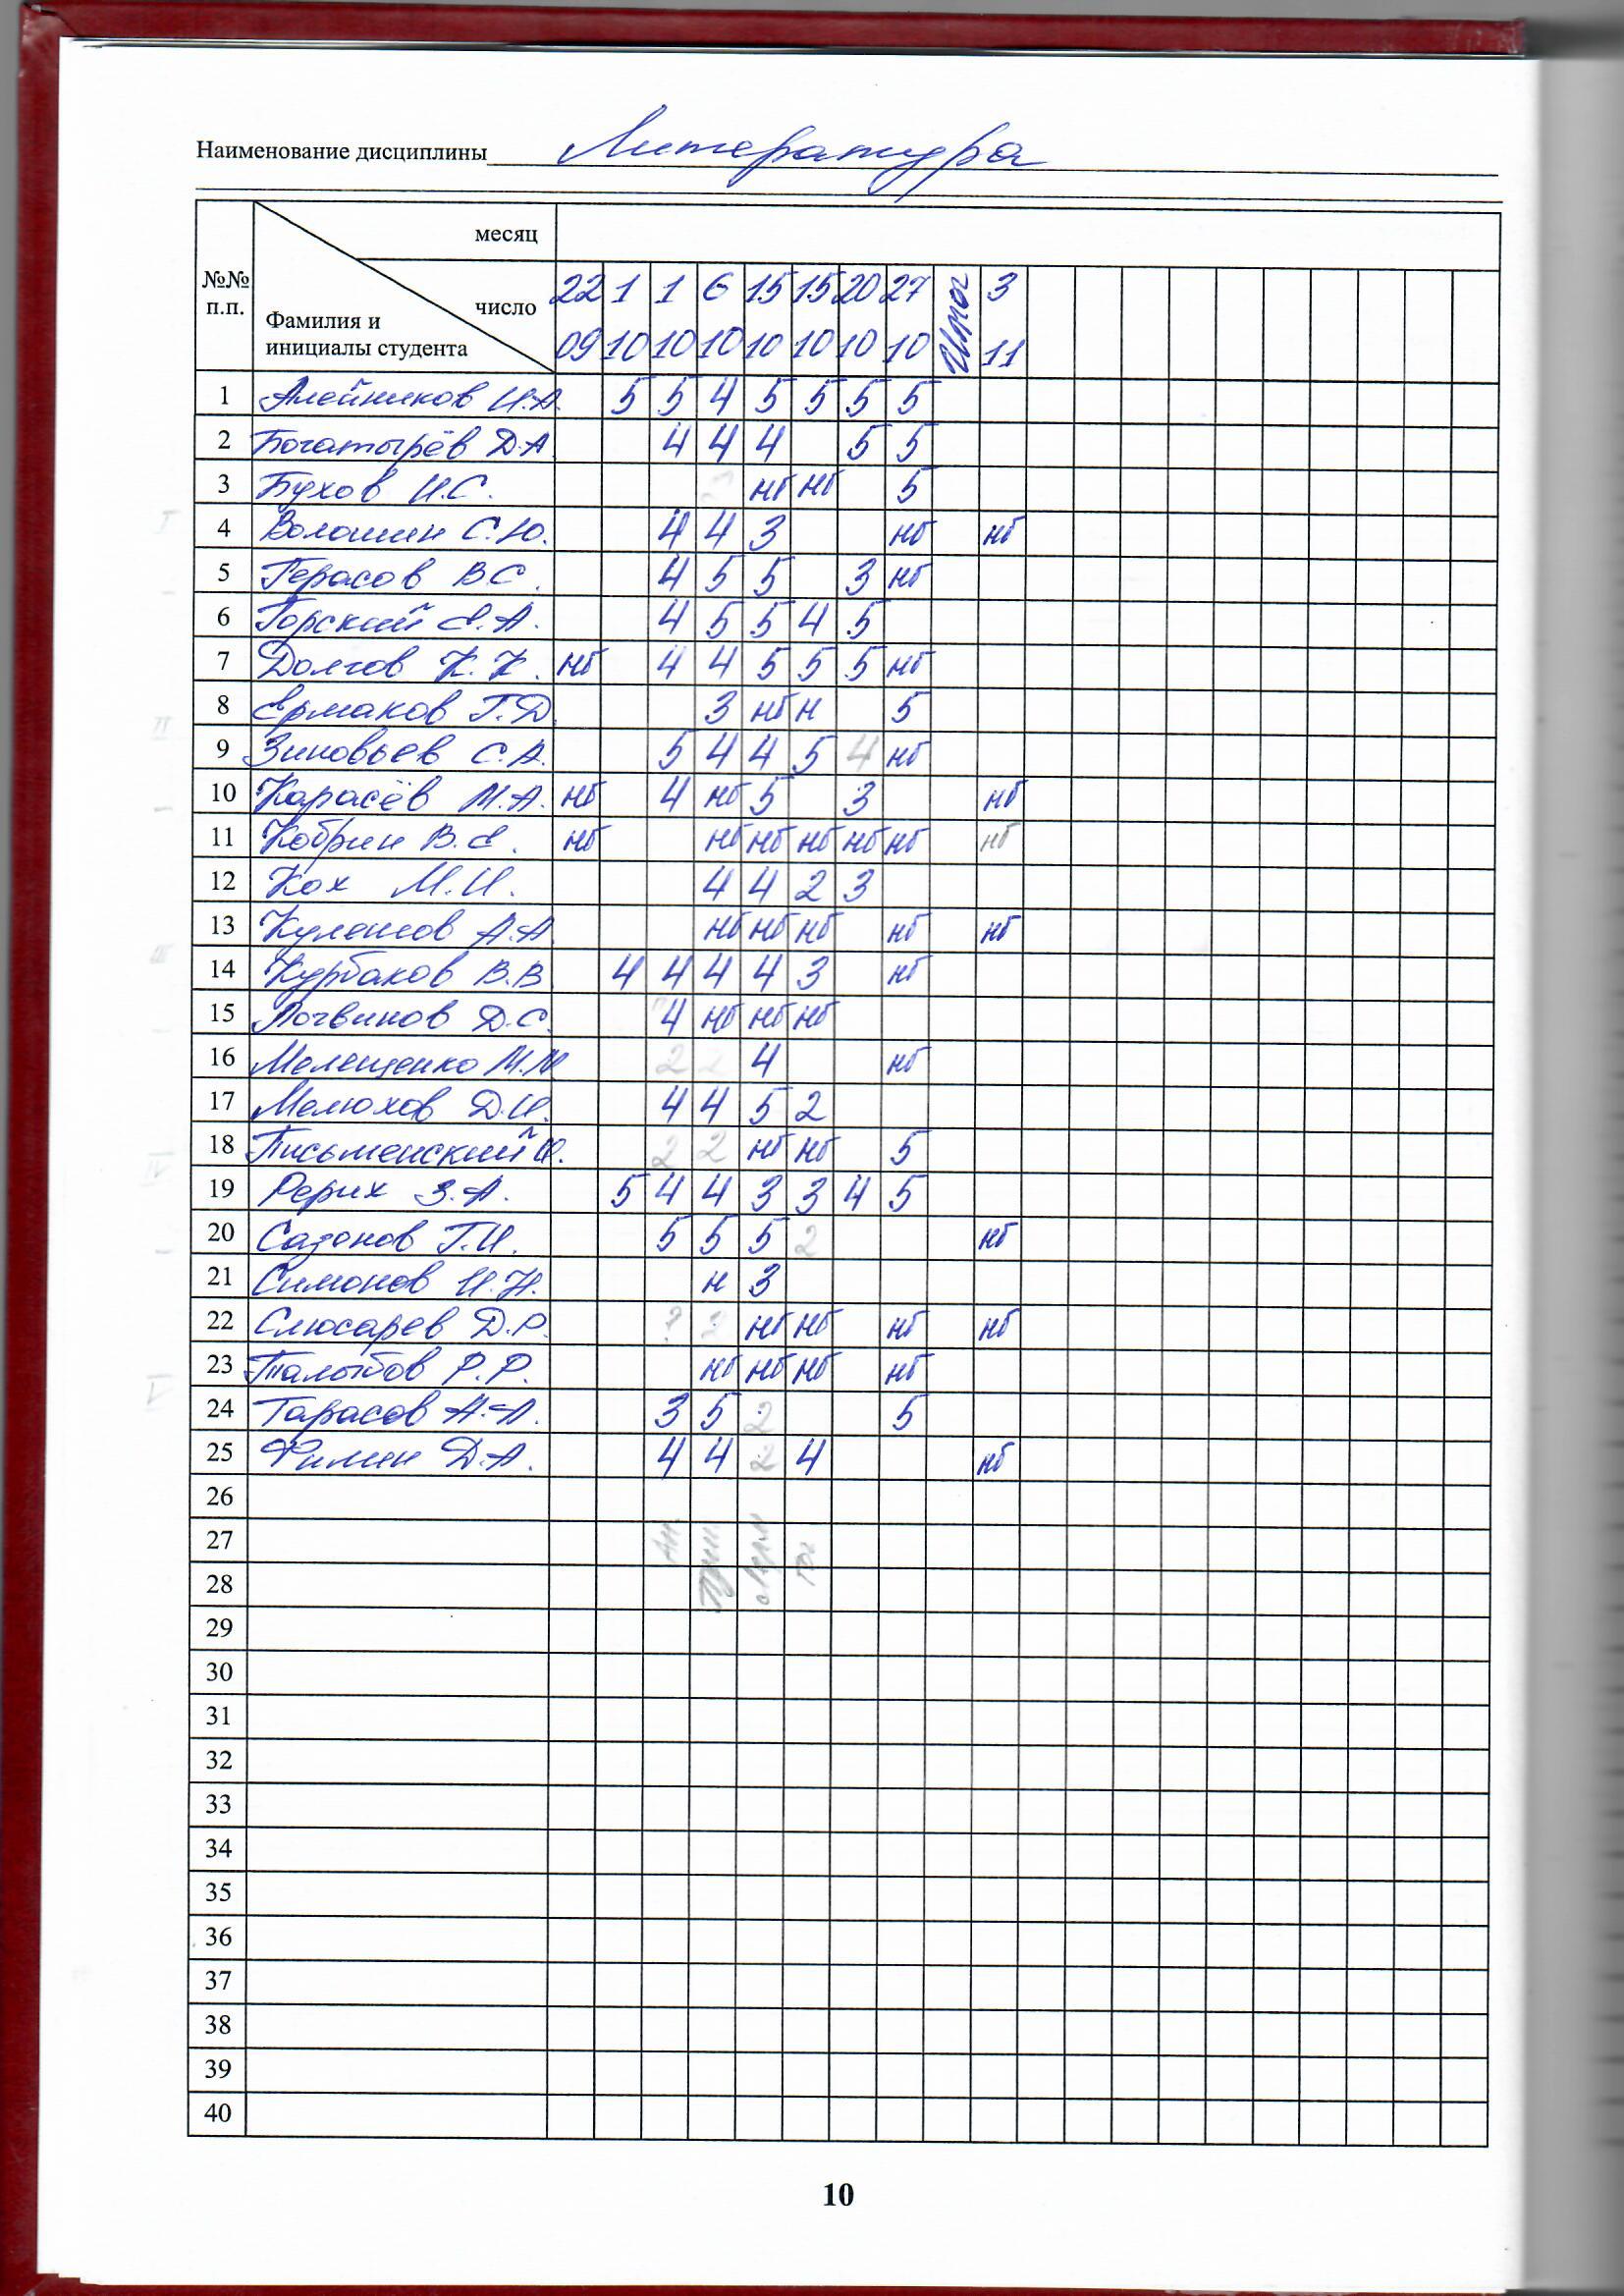 Наименование дисциплины Литература
месяц
№№ п.п. Фамилия и инициалы студента число 22 1 1 6 15 15 20 27 Итог 3
09 10 10 10 10 10 10 10 11
1 Алейников И.А. 5 5 4 5 5 5 5
2 Богатырёв Д.А 4 4 4 5 5
3 Бухов И.С. нб нб 5
4 Волошин С.Ю. 4 4 3 нб нб
5 Герасов В.С. 4 5 5 3 нб
6 Горский Е.А. 4 5 5 4 5
7 Долгов К.К. нб 4 4 5 5 5 нб
8 Ермаков Г.Д. 3 нб н 5
9 Зиновьев С.А. 5 4 4 5 4 нб
10 Карасёв М.А. нб 4 нб 5 3 нб
11 Кобрин В.Е. нб нб нб нб нб нб нб
12 Кох М.И. 4 4 2 3
13 Кулешов А.А. нб нб нб нб нб
14 Курбаков В.В 4 4 4 4 3 нб
15 Логвинов Д.С. 4 нб нб нб
16 Мелещенко М.М 2 2 4 нб
17 Мелюхов Д.И. 4 4 5 2
18 Письменский И. 2 2 нб нб 5
19 Рерих З.А. 5 4 4 3 3 4 5
20 Сазонов Г.И. 5 5 5 2 нб
21 Симонов И.Н. н 3
22 Слюсарев Д.Р. нб нб нб нб
23 Талыбов Р.Р. нб нб нб нб
24 Тарасов А.А. 3 5 2 5
25 Филин Д.А. 4 4 2 4 нб
26
27
28
29
30
31
32
33
34
35
36
37
38
39
40
10